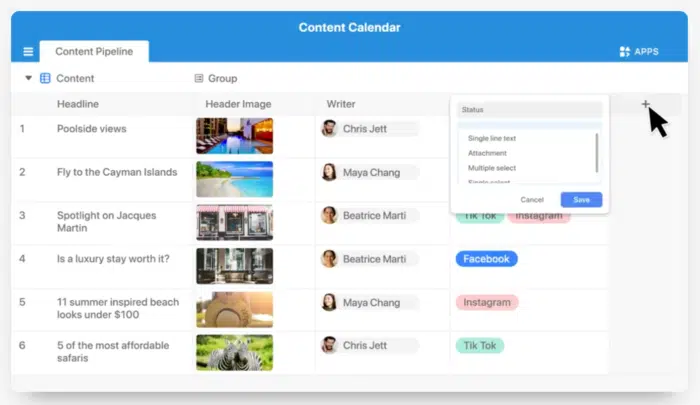 Content Calendar
Content Pipeline
APPS
Content
Group
Headline
Header Image
Writer
Status
Single line text
Attachment
Multiple select
Single select
Cancel
Save
1
Poolside views
Chris Jett
2
Fly to the Cayman Islands
Maya Chang
3
Spotlight on Jacques
Martin
Beatrice Marti
Tik Tok
Instagram
4
Is a luxury stay worth it?
Beatrice Marti
Facebook
5
11 summer inspired beach
looks under $100
Maya Chang
Instagram
6
5 of the most affordable
safaris
Chris Jett
Tik Tok